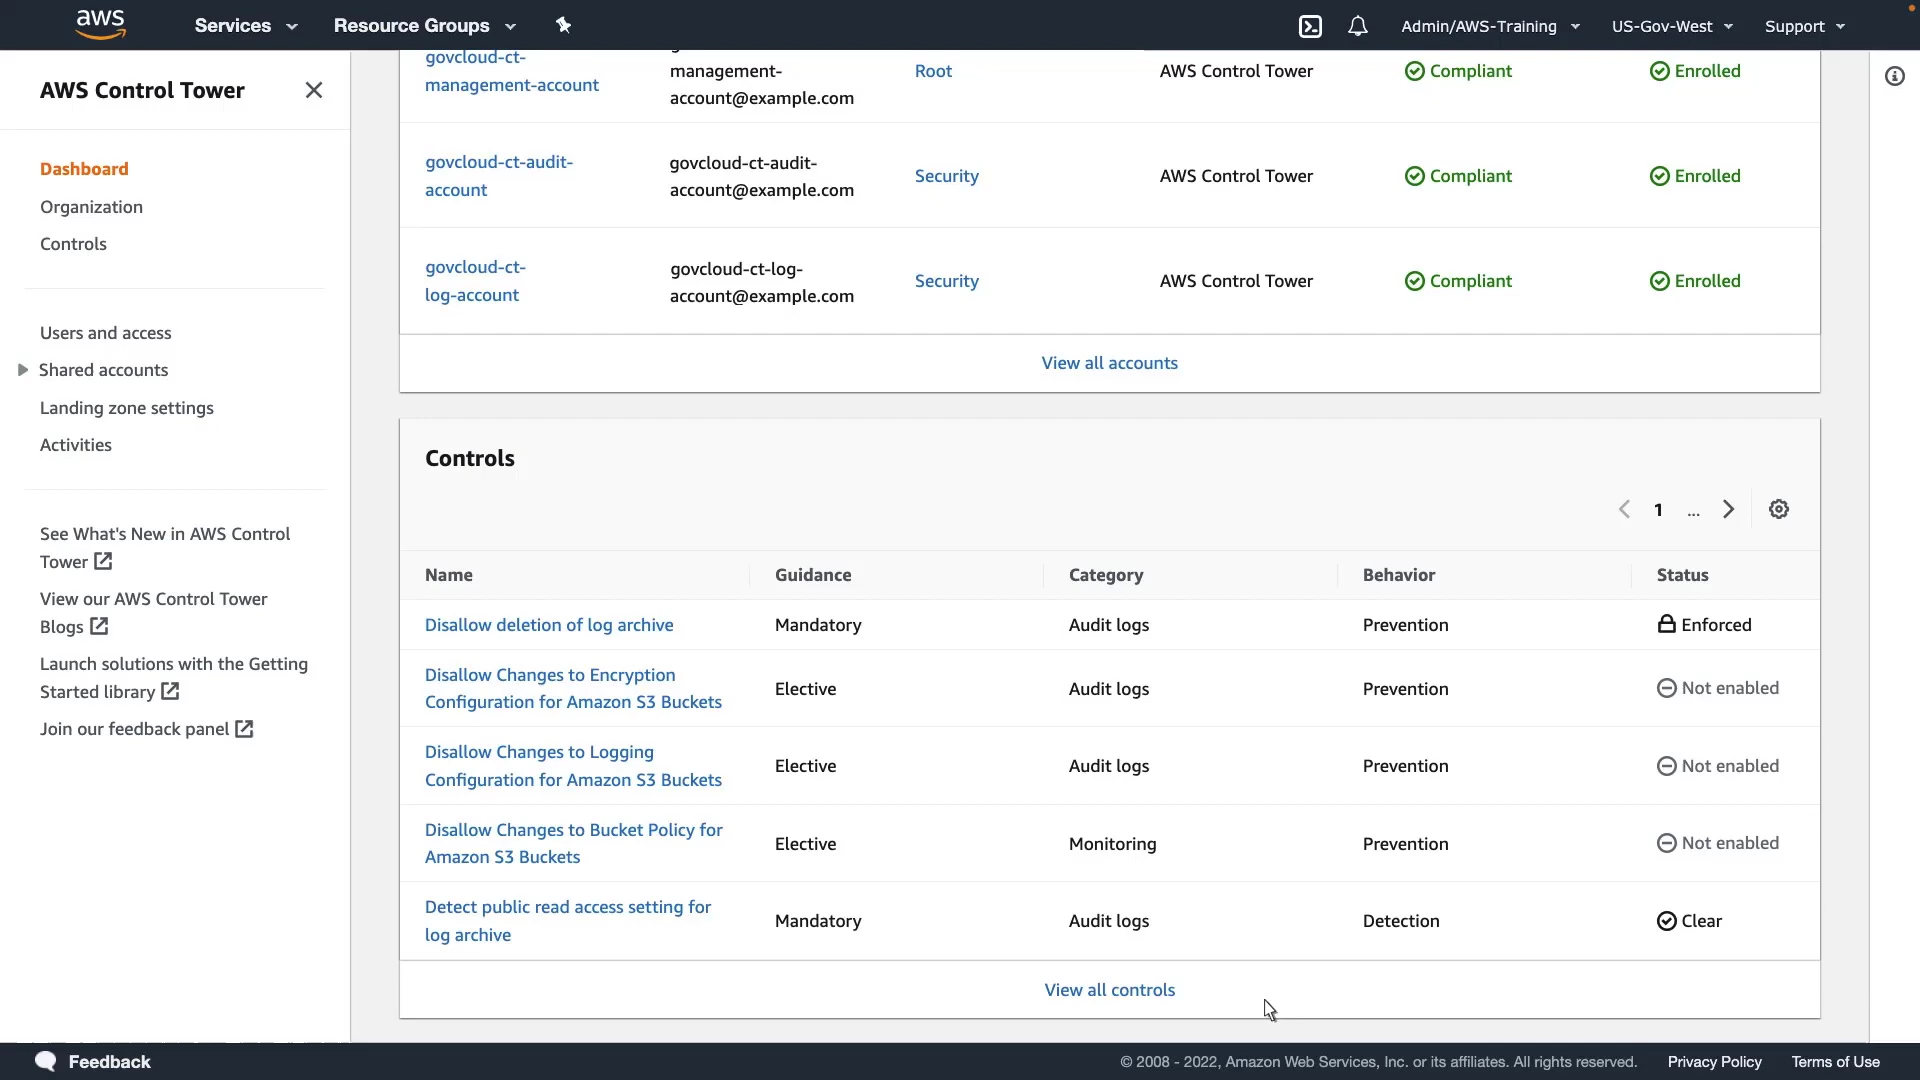 aws
Services
Resource Groups
Admin/AWS-Training
US-Gov-West
Support
AWS Control Tower
Dashboard
Organization
Controls
Users and access
Shared accounts
Landing zone settings
Activities
See What's New in AWS Control
Tower
View our AWS Control Tower
Blogs
Launch solutions with the Getting
Started library
Join our feedback panel
govcloud-ct-
management-account
management-
account@example.com
Root
AWS Control Tower
Compliant
Enrolled
govcloud-ct-audit-
account
govcloud-ct-audit-
account@example.com
Security
AWS Control Tower
Compliant
Enrolled
govcloud-ct-
log-account
govcloud-ct-log-
account@example.com
Security
AWS Control Tower
Compliant
Enrolled
View all accounts
Controls
1 ...
Name Guidance Category Behavior Status
Disallow deletion of log archive
Mandatory
Audit logs
Prevention
Enforced
Disallow Changes to Encryption
Configuration for Amazon S3 Buckets
Elective
Audit logs
Prevention
Not enabled
Disallow Changes to Logging
Configuration for Amazon S3 Buckets
Elective
Audit logs
Prevention
Not enabled
Disallow Changes to Bucket Policy for
Amazon S3 Buckets
Elective
Monitoring
Prevention
Not enabled
Detect public read access setting for
log archive
Mandatory
Audit logs
Detection
Clear
View all controls
Feedback
© 2008 - 2022, Amazon Web Services, Inc. or its affiliates. All rights reserved.
Privacy Policy
Terms of Use